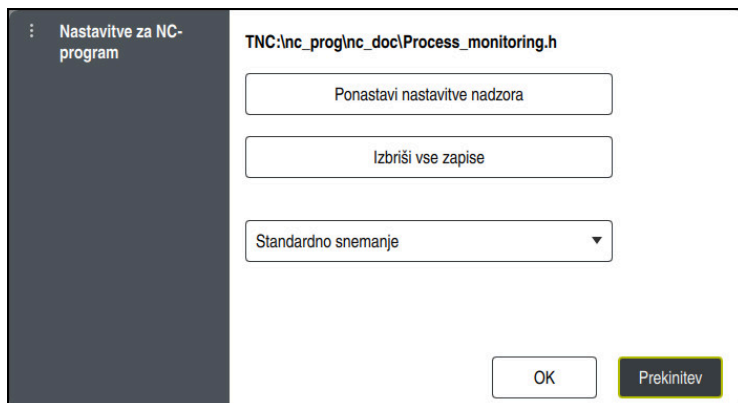 Nastavitve za NC-
program
TNC:\nc_prog\nc_doc\Process_monitoring.h
Ponastavi nastavitve nadzora
Izbriši vse zapise
Standardno snemanje
OK
Prekinitev